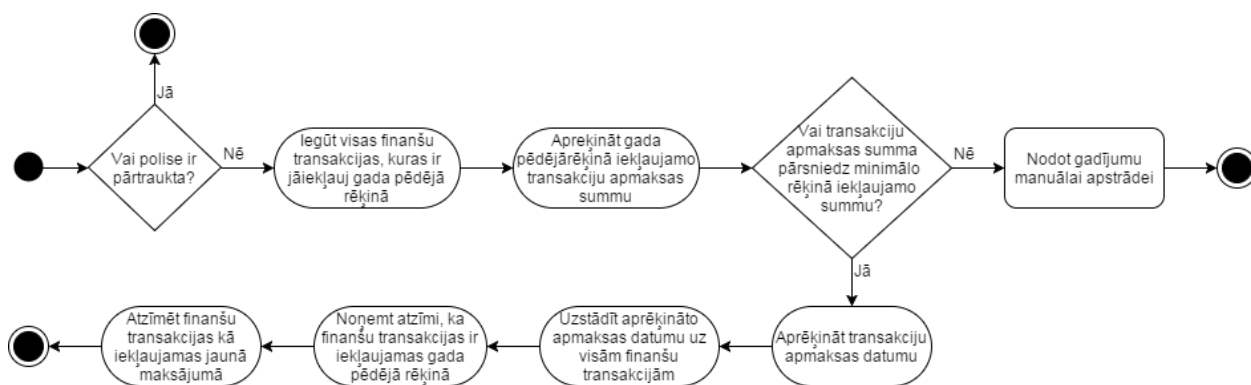 Jā
Vai polise ir
pārtraukta?
Nē
Iegūt visas finanšu
transakcijas, kuras ir
jāiekļauj gada pēdējā
rēķinā
Apreķināt gada
pēdējārēķinā iekļaujamo
transakciju apmaksas
summu
Vai transakciju
apmaksas summa
pārsniedz minimālo
rēķinā iekļaujamo
summu?
Nē
Nodot gadījumu
manuālai apstrādei
Jā
Aprēķināt transakciju
apmaksas datumu
Uzstādīt aprēķināto
apmaksas datumu uz
visām finanšu
transakcijām
Noņemt atzīmi, ka
finanšu transakcijas ir
iekļaujamas gada
pēdējā rēķinā
Atzīmēt finanšu
transakcijas kā
iekļaujamas jaunā
maksājumā